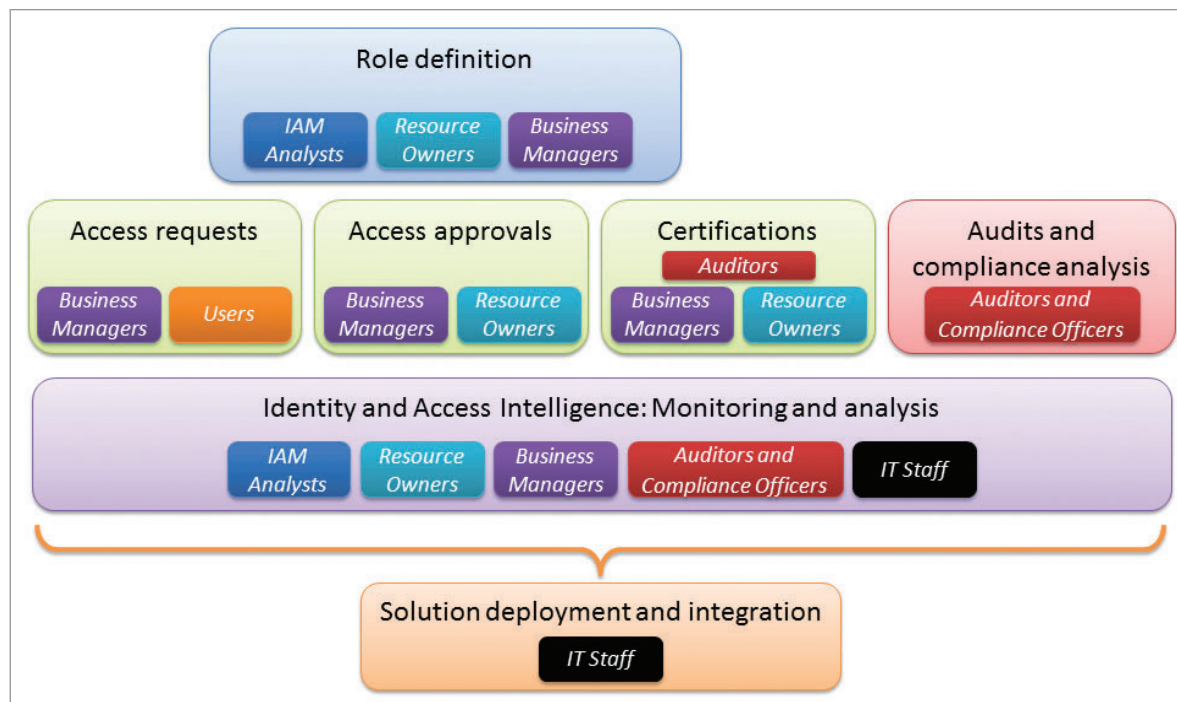 Role definition
IAM
Analysts
Resource
Owners
Business
Managers
Access requests
Business
Managers
Users
Access approvals
Business
Managers
Resource
Owners
Certifications
Auditors
Business
Managers
Resource
Owners
Audits and
compliance analysis
Auditors and
Compliance Officers
Identity and Access Intelligence: Monitoring and analysis
IAM
Analysts
Resource
Owners
Business
Managers
Auditors and
Compliance Officers
IT Staff
Solution deployment and integration
IT Staff